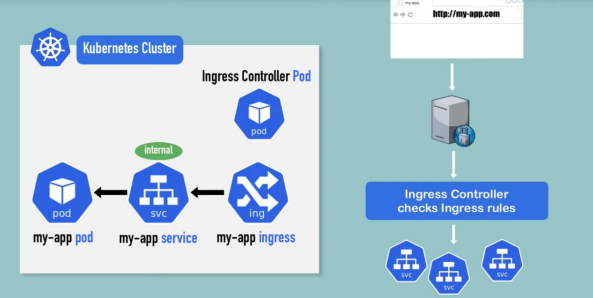 my-app
http://my-app.com
Kubernetes Cluster
Ingress Controller Pod
pod
internal
pod
svc
ing
my-app pod
my-app service
my-app ingress
Ingress Controller
checks Ingress rules
svc
svc
svc